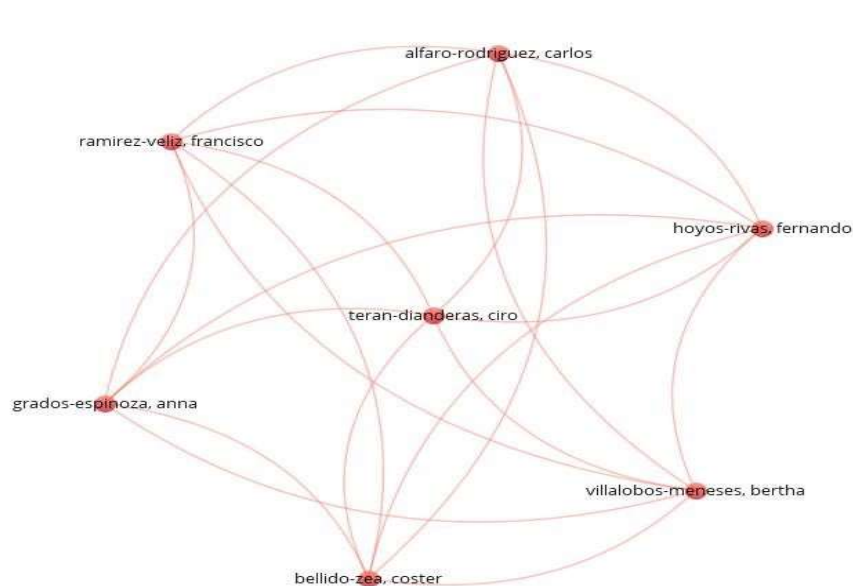 alfaro-rodriguez, carlos
ramirez-veliz, francisco
hoyos-rivas, fernando
teran-dianderas, ciro
grados-espinoza, anna
villalobos-meneses, bertha
bellido-zea, coster